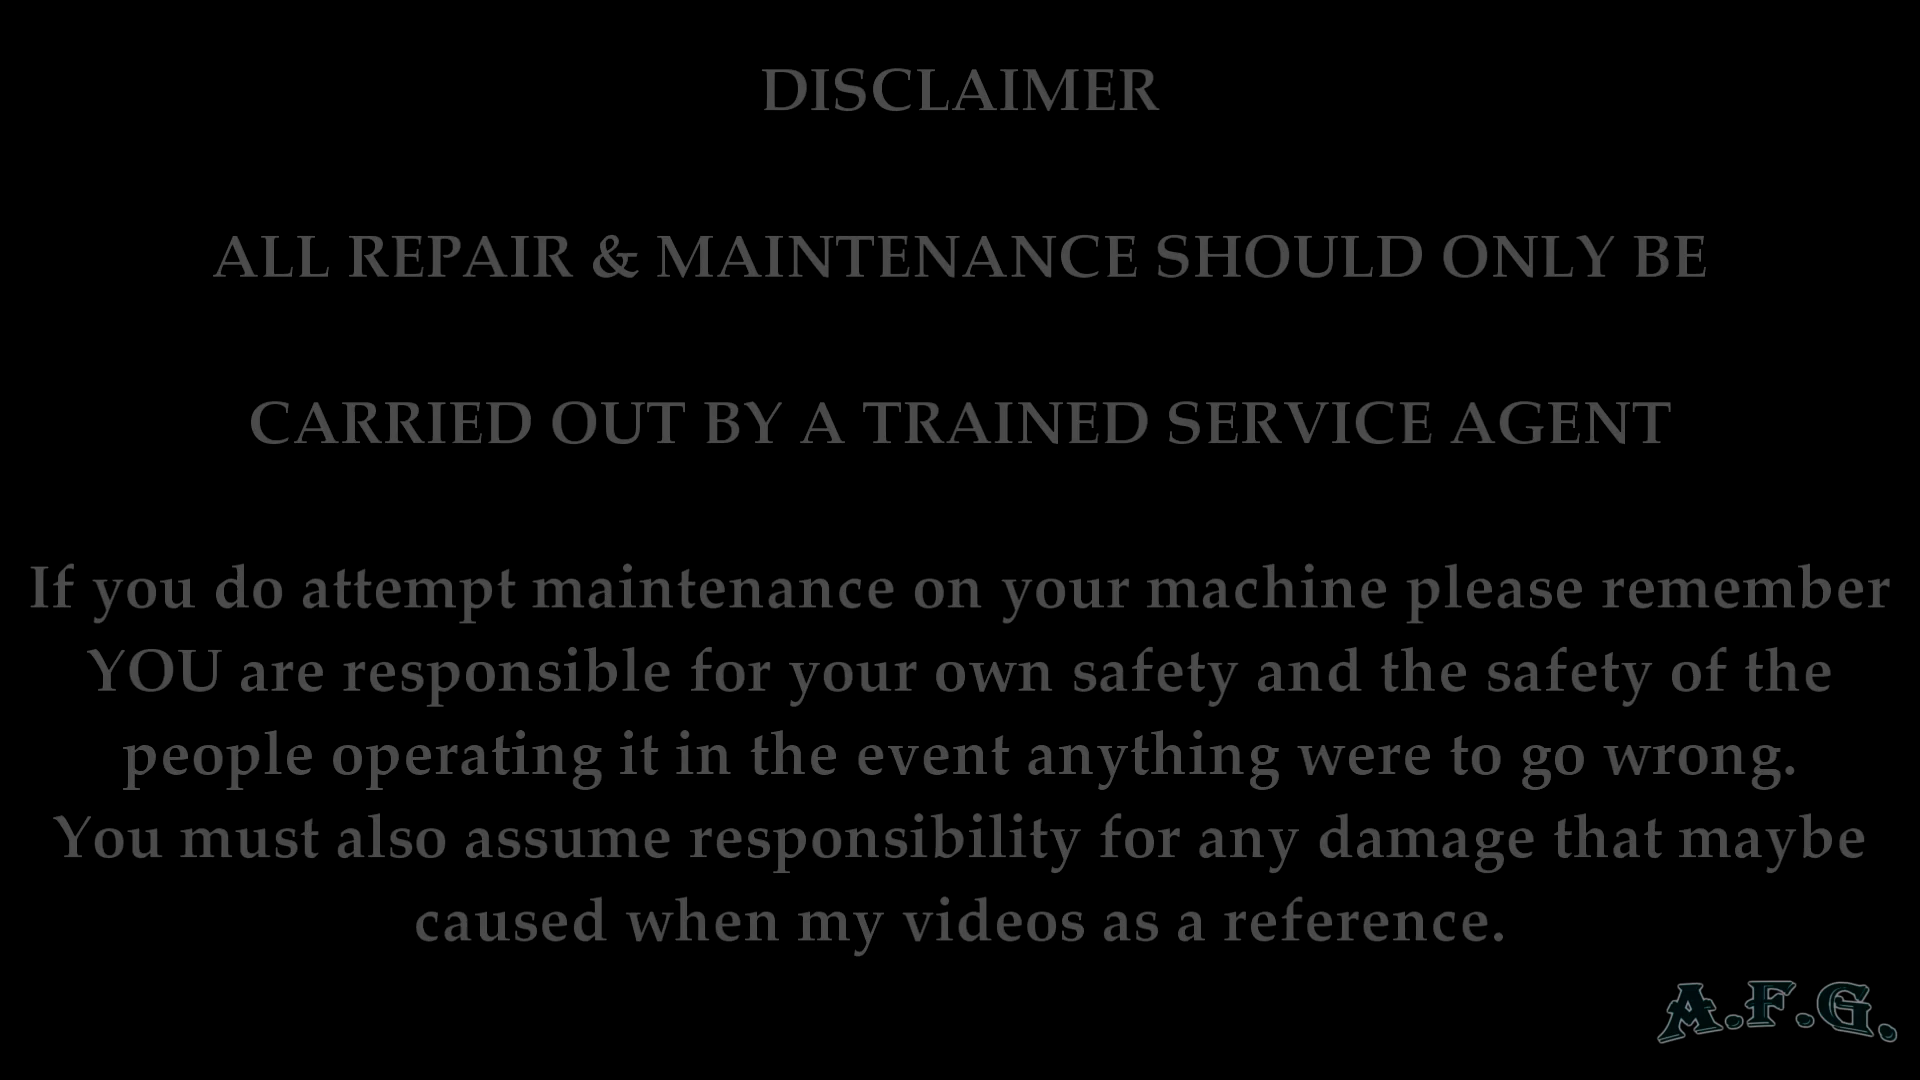 DISCLAIMER
ALL REPAIR & MAINTENANCE SHOULD ONLY BE
CARRIED OUT BY A TRAINED SERVICE AGENT
If you do attempt maintenance on your machine please remember
YOU are responsible for your own safety and the safety of the
people operating it in the event anything were to go wrong.
You must also assume responsibility for any damage that maybe
caused when my videos as a reference.
A.F.G.